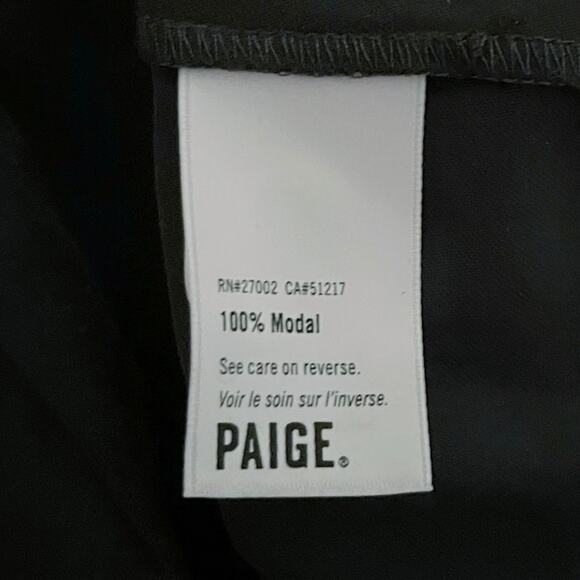 RN#27002 CA#51217
100% Modal
See care on reverse.
Voir le soin sur l'inverse.
PAIGE®